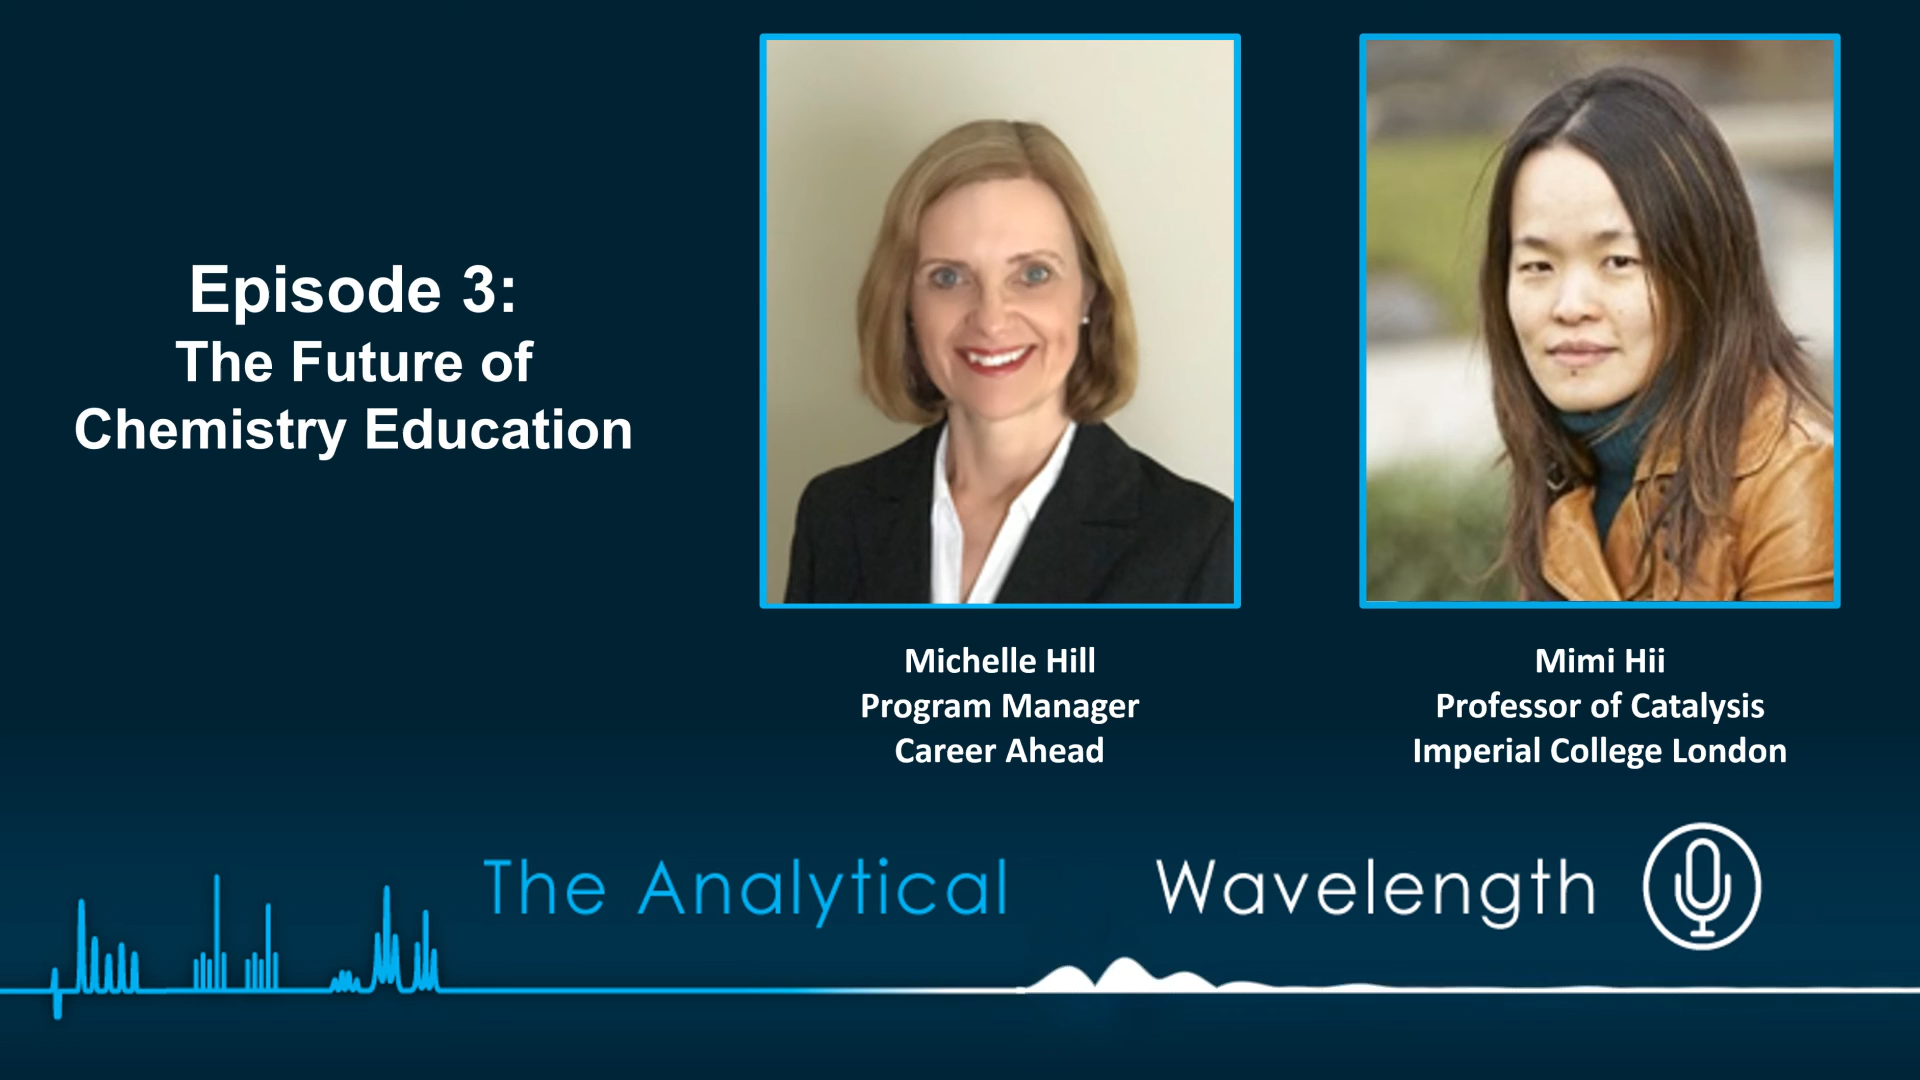 Episode 3:
The Future of
Chemistry Education
Michelle Hill
Program Manager
Career Ahead
Mimi Hii
Professor of Catalysis
Imperial College London
The Analytical Wavelength